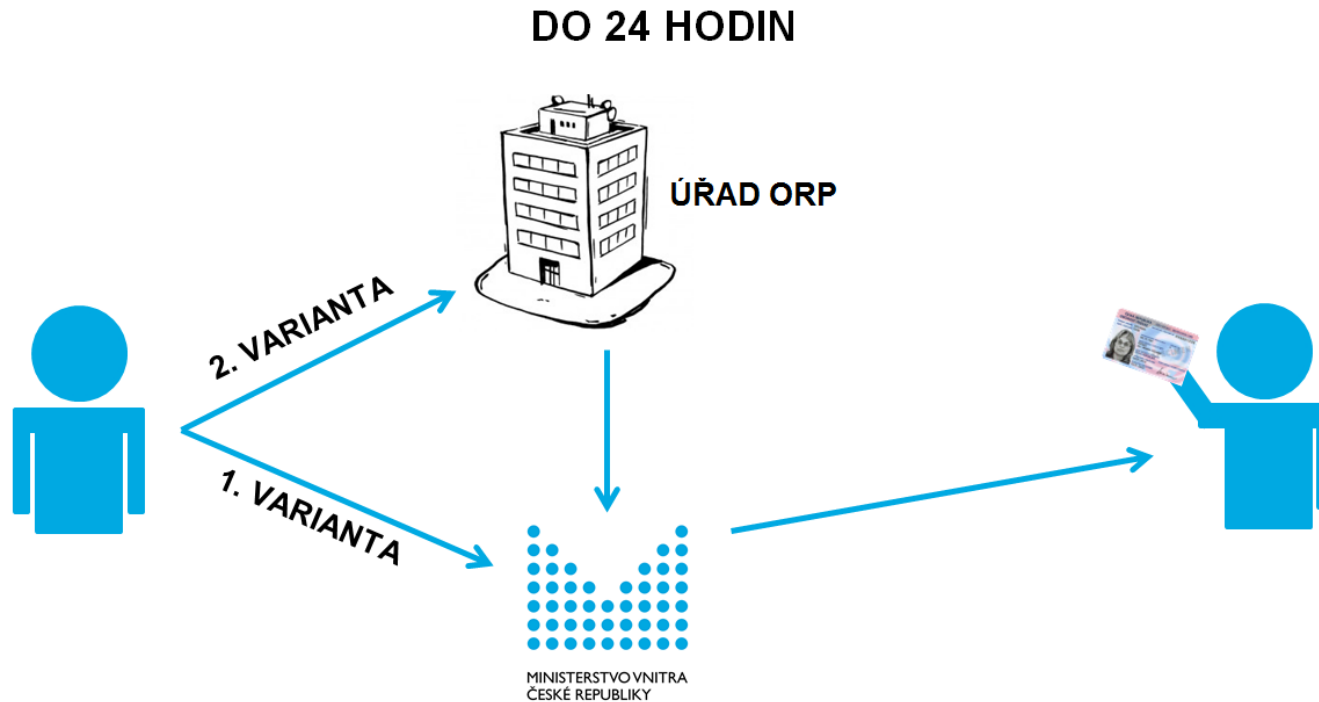 DO 24 HODIN
ÚŘAD ORP
2. VARIANTA
1. VARIANTA
MINISTERSTVO VNITRA
ČESKÉ REPUBLIKY